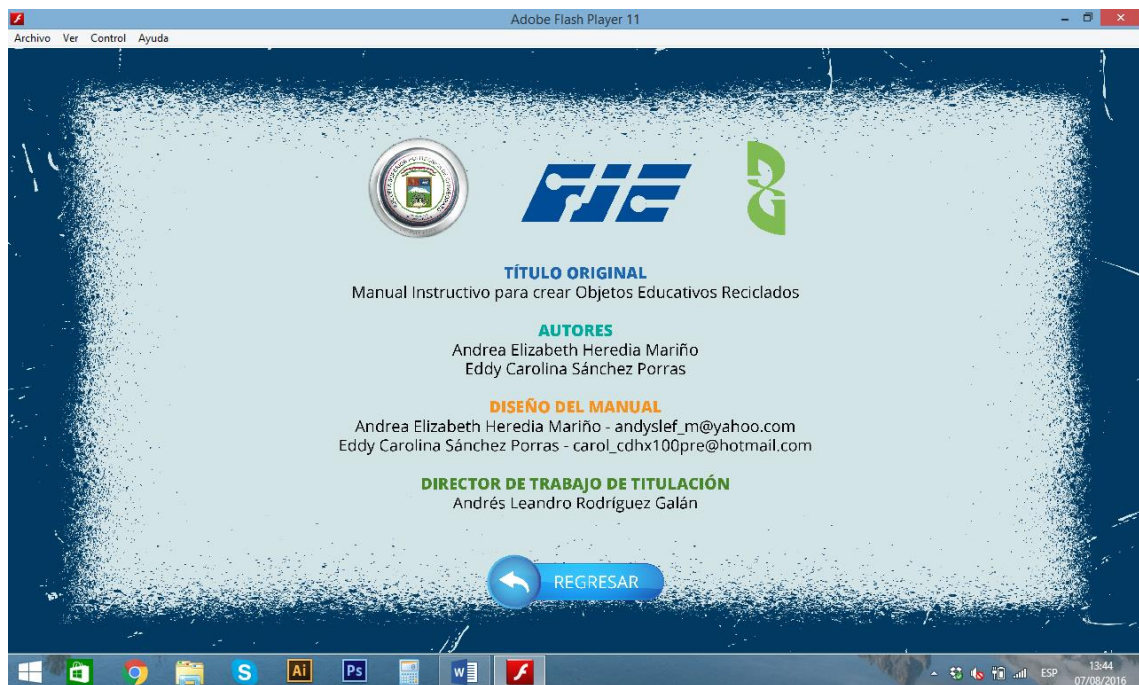 Adobe Flash Player 11
Archivo Ver Control Ayuda
FIE
TÍTULO ORIGINAL
Manual Instructivo para crear Objetos Educativos Reciclados
AUTORES
Andrea Elizabeth Heredia Mariño
Eddy Carolina Sánchez Porras
DISEÑO DEL MANUAL
Andrea Elizabeth Heredia Mariño - andyslef_m@yahoo.com
Eddy Carolina Sánchez Porras - carol_cdhx100pre@hotmail.com
DIRECTOR DE TRABAJO DE TITULACIÓN
Andrés Leandro Rodríguez Galán
REGRESAR
S Ai Ps W ESP 13:44
07/08/2016